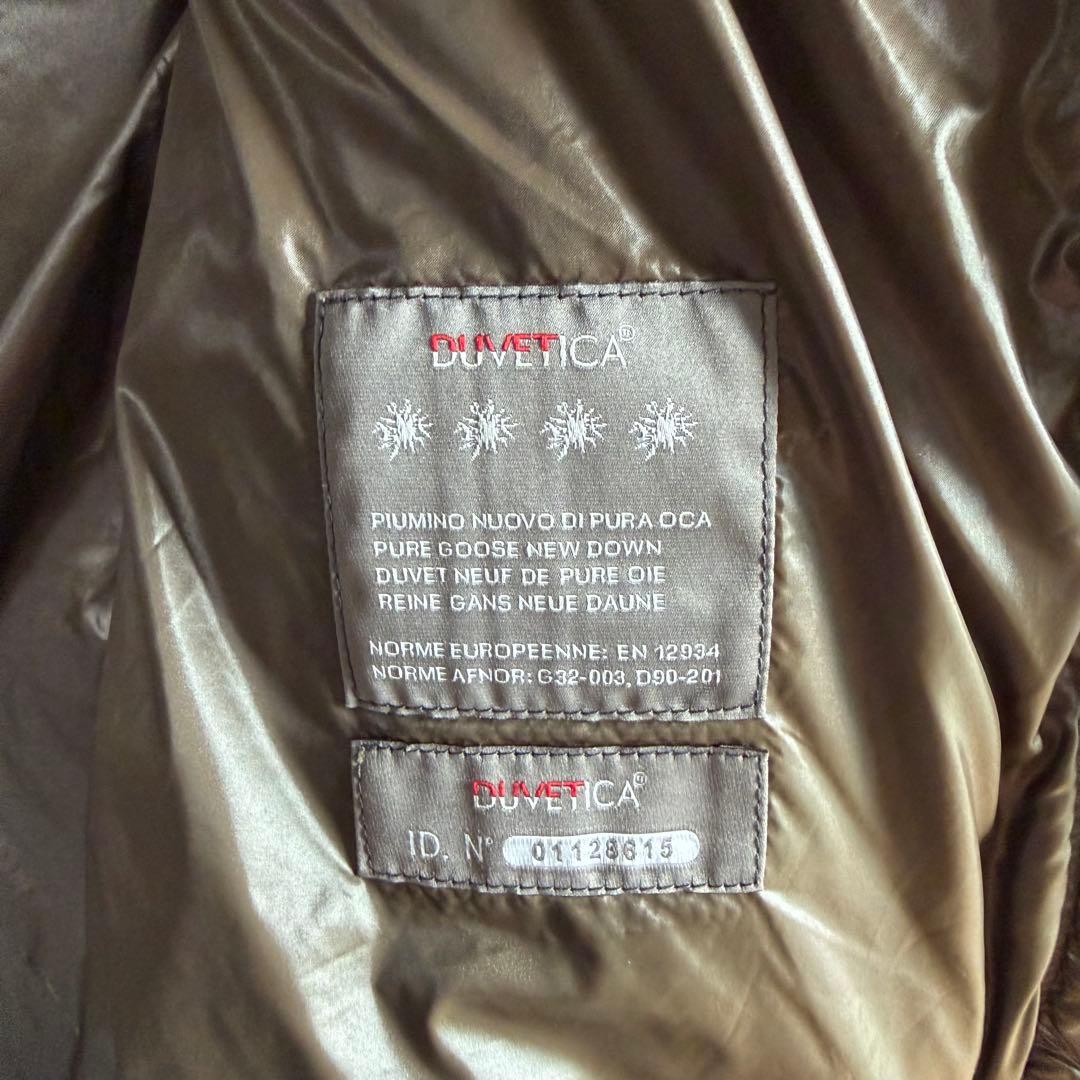 DUVETICA®
PIUMINO NUOVO DI PURA OCA
PURE GOOSE NEW DOWN
DUVET NEUF DE PURE OIE
REINE GANS NEUE DAUNE
NORME EUROPEENNE: EN 12934
NORME AFNOR: G32-003, D90-201
DUVETICA®
ID. N° 01128615